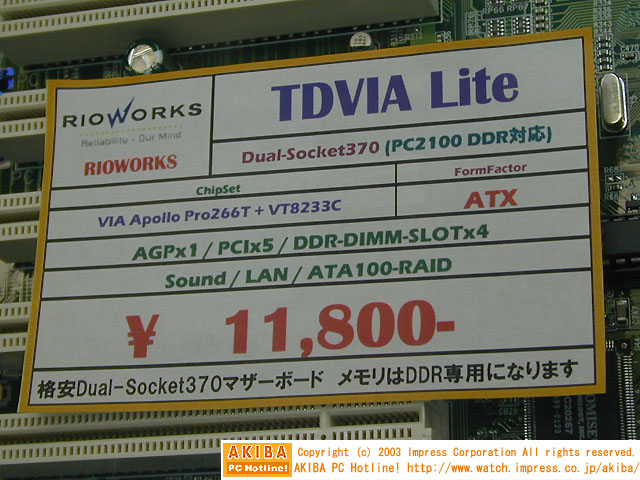 RIOWORKS
Reliability - Our Mind
RIOWORKS
TDVIA Lite
Dual-Socket370 (PC2100 DDR対応)
ChipSet
VIA Apollo Pro266T + VT8233C
FormFactor
ATX
AGPx1 / PCIx5 / DDR-DIMM-SLOTx4
Sound / LAN / ATA100-RAID
¥ 11,800-
格安Dual-Socket370マザーボード メモリはDDR専用になります
AKIBA
PC Hotline!
Copyright (c) 2003 Impress Corporation All rights reserved.
AKIBA PC Hotline! http://www.watch.impress.co.jp/akiba/